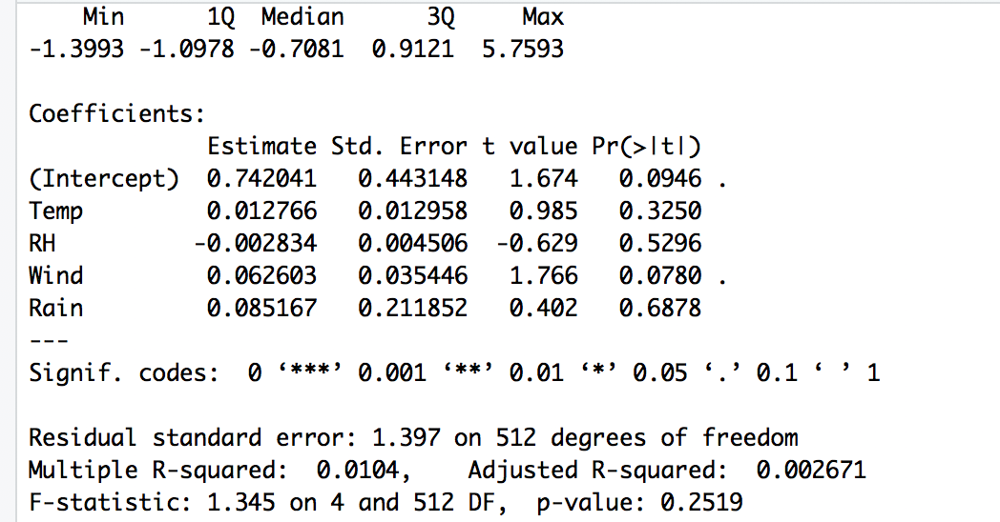 Min 1Q Median 3Q Max
-1.3993 -1.0978 -0.7081 0.9121 5.7593
Coefficients:
Estimate Std. Error t value Pr(>|t|)
(Intercept) 0.742041 0.443148 1.674 0.0946 .
Temp 0.012766 0.012958 0.985 0.3250
RH -0.002834 0.004506 -0.629 0.5296
Wind 0.062603 0.035446 1.766 0.0780 .
Rain 0.085167 0.211852 0.402 0.6878
---
Signif. codes: 0 ‘***’ 0.001 ‘**’ 0.01 ‘*’ 0.05 ‘.’ 0.1 ‘ ’ 1
Residual standard error: 1.397 on 512 degrees of freedom
Multiple R-squared: 0.0104, Adjusted R-squared: 0.002671
F-statistic: 1.345 on 4 and 512 DF, p-value: 0.2519